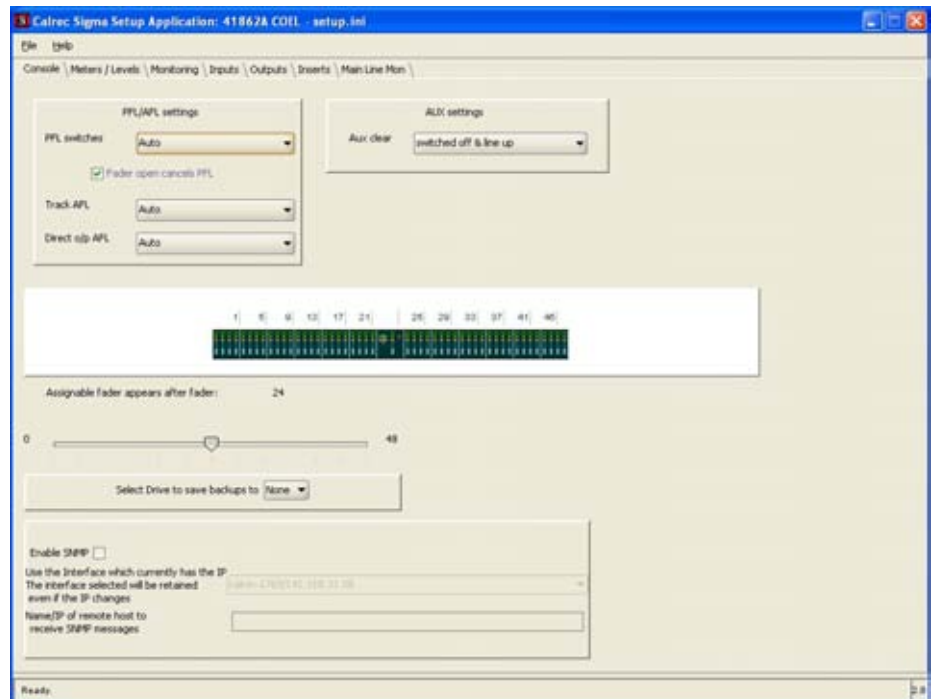 Calrec Sigma Setup Application: 41862A COEL - setup.ini
File Help
Console Meters / Levels Monitoring Inputs Outputs Inserts Main Line Mon
PFL/APL settings
AUX settings
PFL switches Auto
Aux clear switched off & line up
Fader open cancels PFL
Track APL Auto
Direct o/p APL Auto
1 5 9 13 17 21 25 29 33 37 41 45
Assignable fader appears after fader: 24
0 48
Select Drive to save backups to None
Enable SNMP
Use the Interface which currently has the IP
The interface selected will be retained
even if the IP changes
Name/IP of remote host to
receive SNMP messages
Ready.